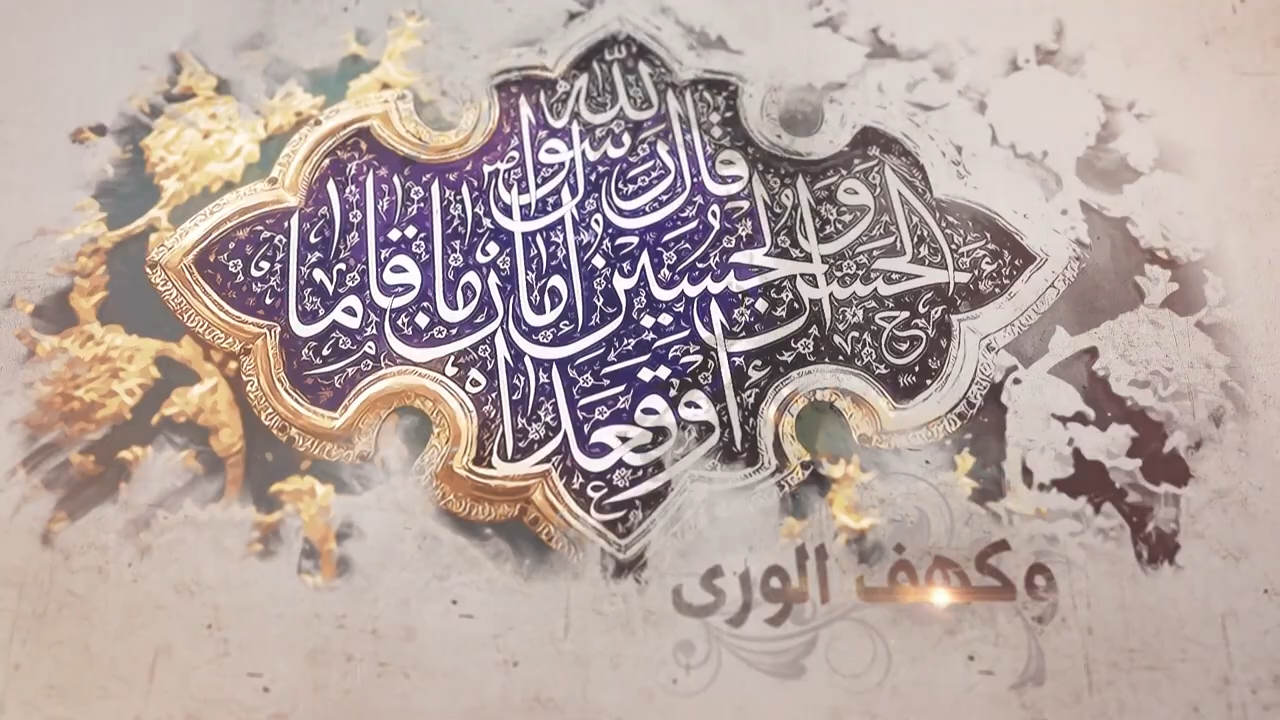 قال رسول الله ص
الحسن والحسين إمامان قاما
أو قعدا
وكهف الورى